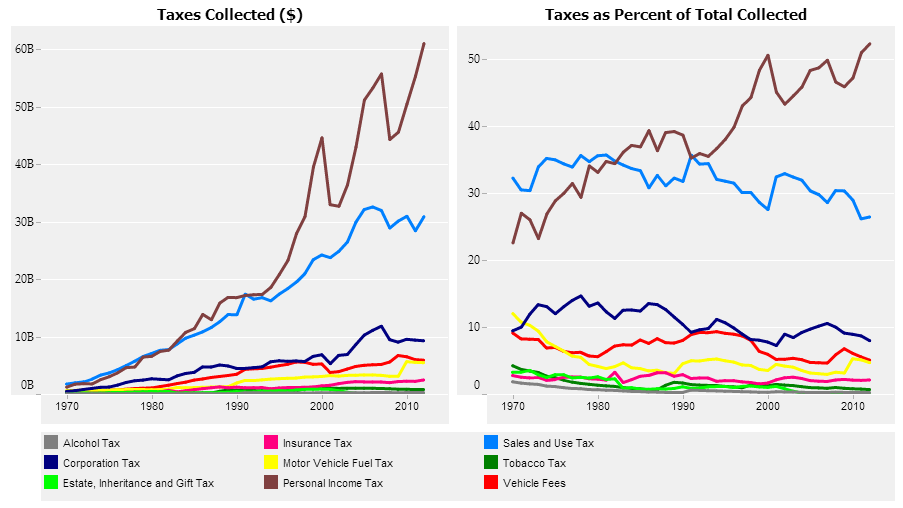 Taxes Collected ($)
Taxes as Percent of Total Collected
60B
50B
40B
30B
20B
10B
0B
1970
1980
1990
2000
2010
50
40
30
20
10
0
1970
1980
1990
2000
2010
Alcohol Tax
Insurance Tax
Sales and Use Tax
Corporation Tax
Motor Vehicle Fuel Tax
Tobacco Tax
Estate, Inheritance and Gift Tax
Personal Income Tax
Vehicle Fees